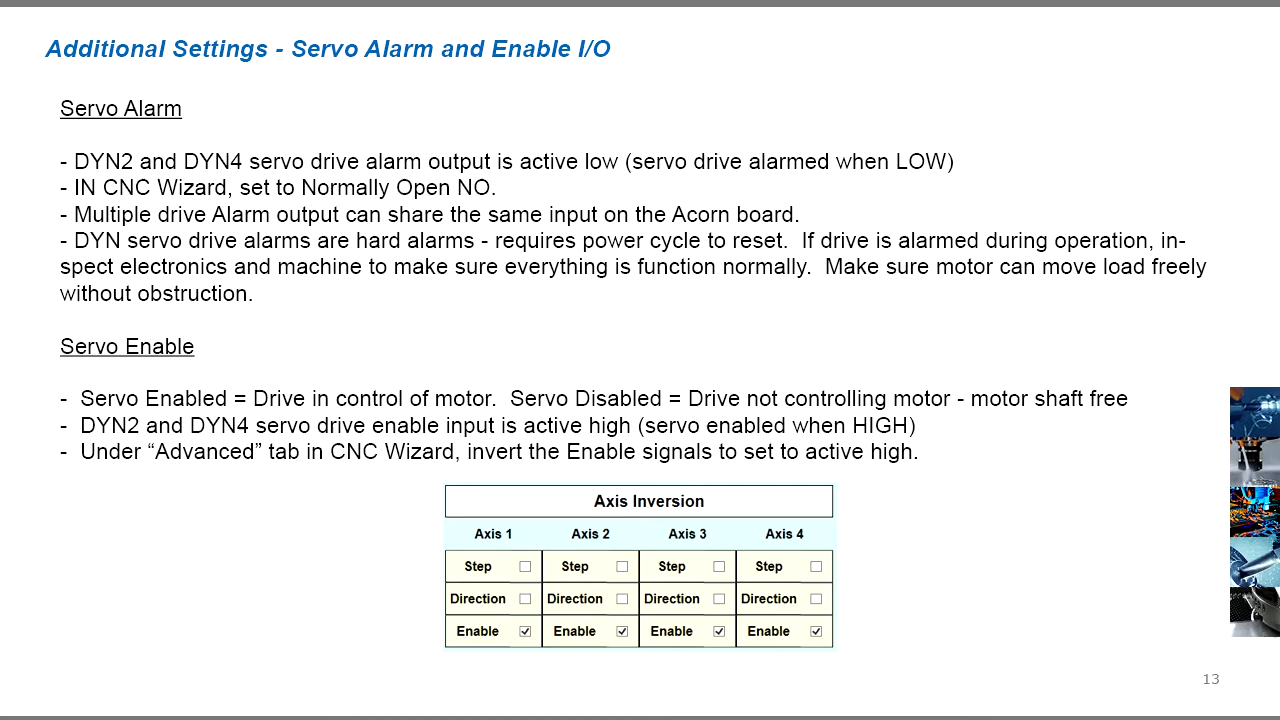 Additional Settings - Servo Alarm and Enable I/O
Servo Alarm
- DYN2 and DYN4 servo drive alarm output is active low (servo drive alarmed when LOW)
- IN CNC Wizard, set to Normally Open NO.
- Multiple drive Alarm output can share the same input on the Acorn board.
- DYN servo drive alarms are hard alarms - requires power cycle to reset.  If drive is alarmed during operation, in-
spect electronics and machine to make sure everything is function normally.  Make sure motor can move load freely
without obstruction.
Servo Enable
-  Servo Enabled = Drive in control of motor.  Servo Disabled = Drive not controlling motor - motor shaft free
-  DYN2 and DYN4 servo drive enable input is active high (servo enabled when HIGH)
-  Under “Advanced” tab in CNC Wizard, invert the Enable signals to set to active high.
Axis Inversion
Axis 1 Axis 2 Axis 3 Axis 4
Step Step Step Step
Direction Direction Direction Direction
Enable Enable Enable Enable
13